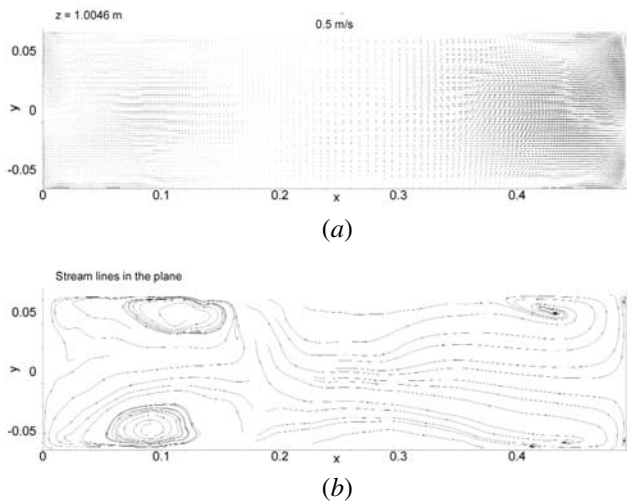 z = 1.0046 m
0.5 m/s
0.05
y
0
-0.05
0 0.1 0.2 0.3 0.4
x
(a)
Stream lines in the plane
0.05
y
0
-0.05
0 0.1 0.2 0.3 0.4
x
(b)